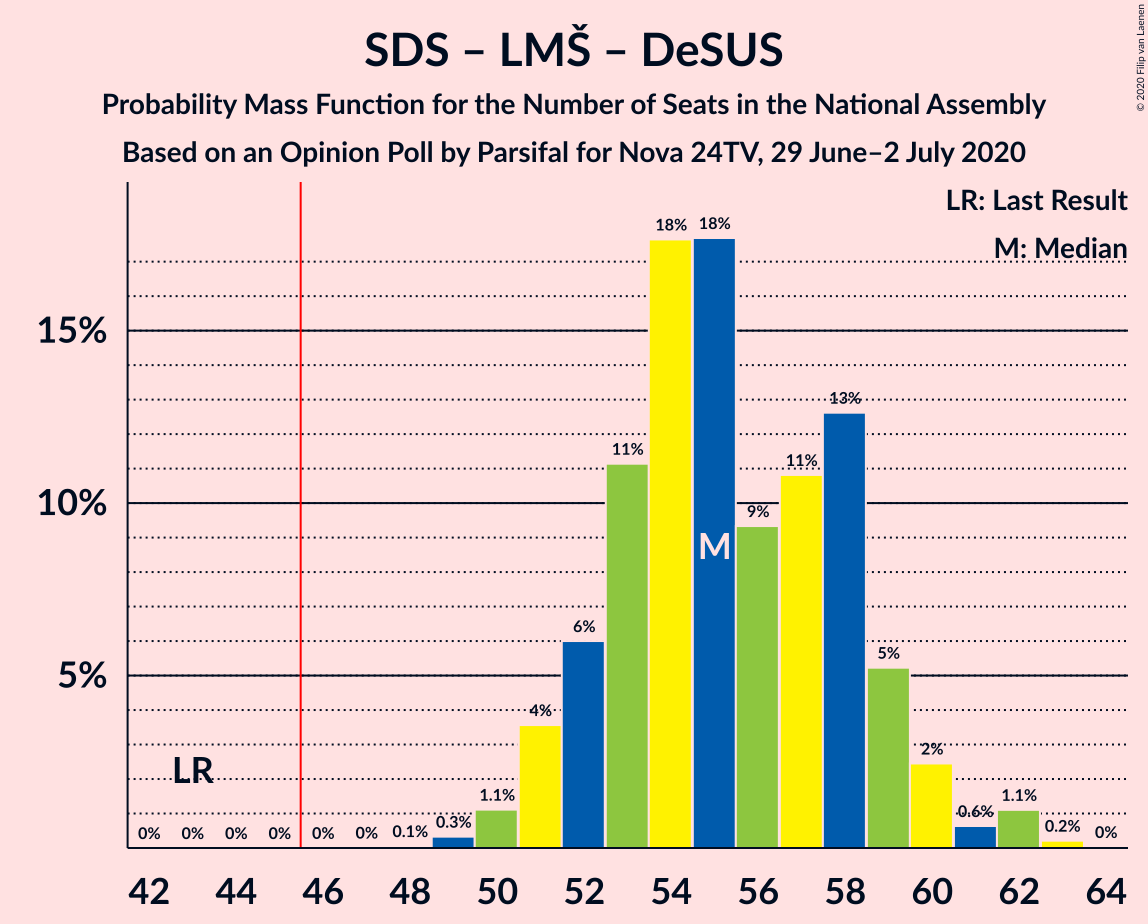 SDS – LMŠ – DeSUS
Probability Mass Function for the Number of Seats in the National Assembly
Based on an Opinion Poll by Parsifal for Nova 24TV, 29 June–2 July 2020
© 2020 Filip van Laenen
LR: Last Result
M: Median
15%
10%
5%
18% 18%
13%
11% 11%
9%
M
6%
5%
4%
2%
LR
1.1% 1.1%
0% 0% 0% 0% 0% 0% 0.1% 0.3% 0.6% 0.2% 0%
42 44 46 48 50 52 54 56 58 60 62 64